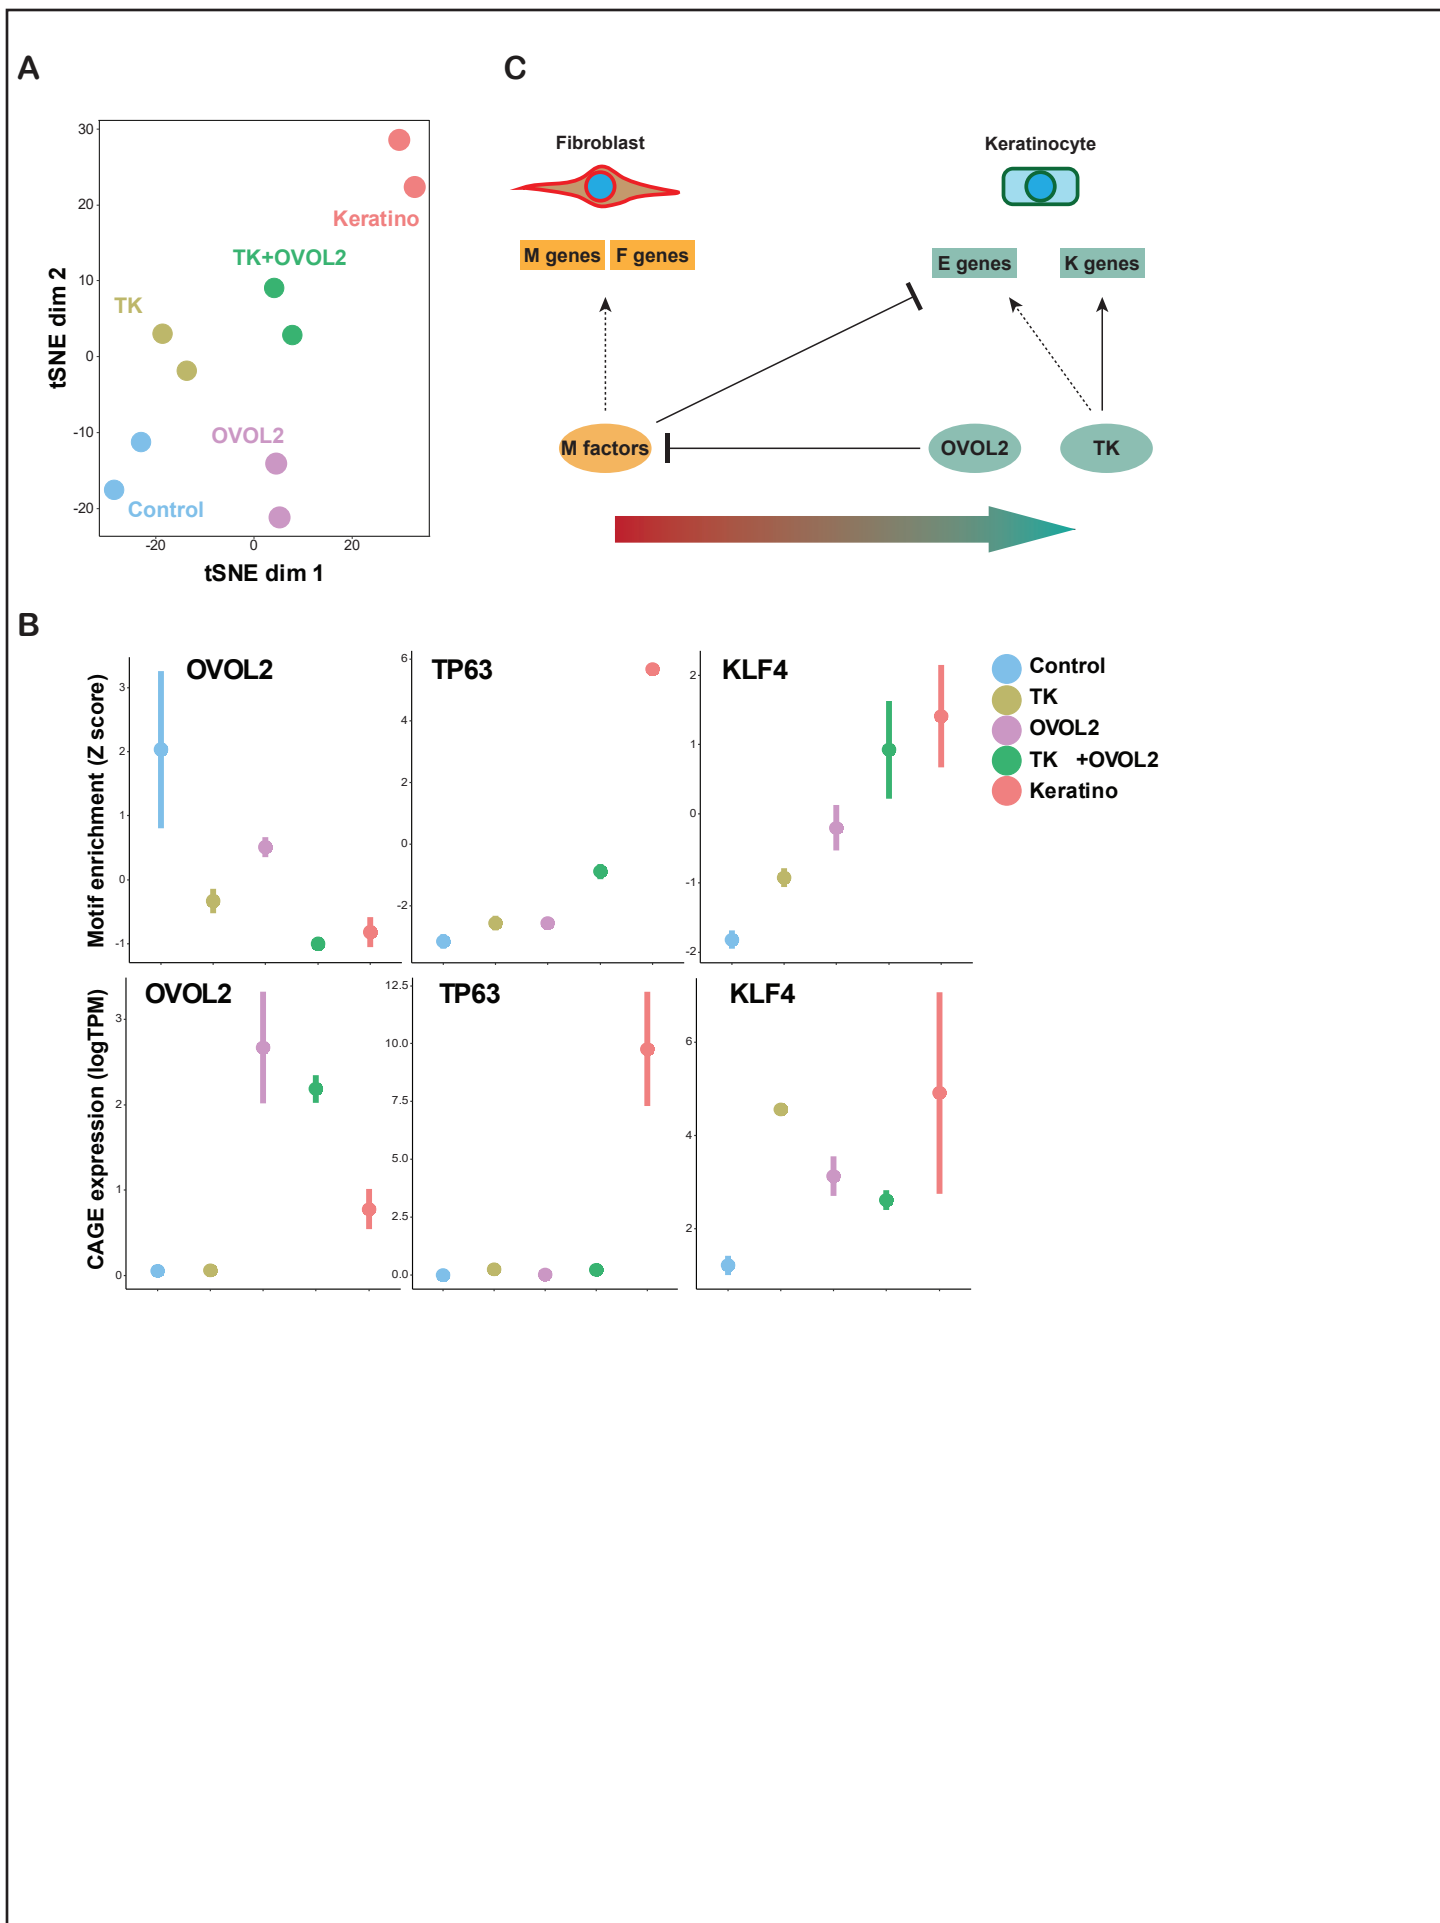 A
C
30
20
10
0
-10
-20
-20
0
20
tSNE dim 2
tSNE dim 1
Keratino
TK+OVOL2
TK
OVOL2
Control
Fibroblast
Keratinocyte
M genes
F genes
E genes
K genes
M factors
OVOL2
TK
B
Motif enrichment (Z score)
OVOL2
3
2
1
0
-1
TP63
6
4
2
0
-2
KLF4
2
1
0
-1
-2
Control
TK
OVOL2
TK +OVOL2
Keratino
CAGE expression (logTPM)
OVOL2
3
2
1
0
TP63
12.5
10.0
7.5
5.0
2.5
0.0
KLF4
6
4
2